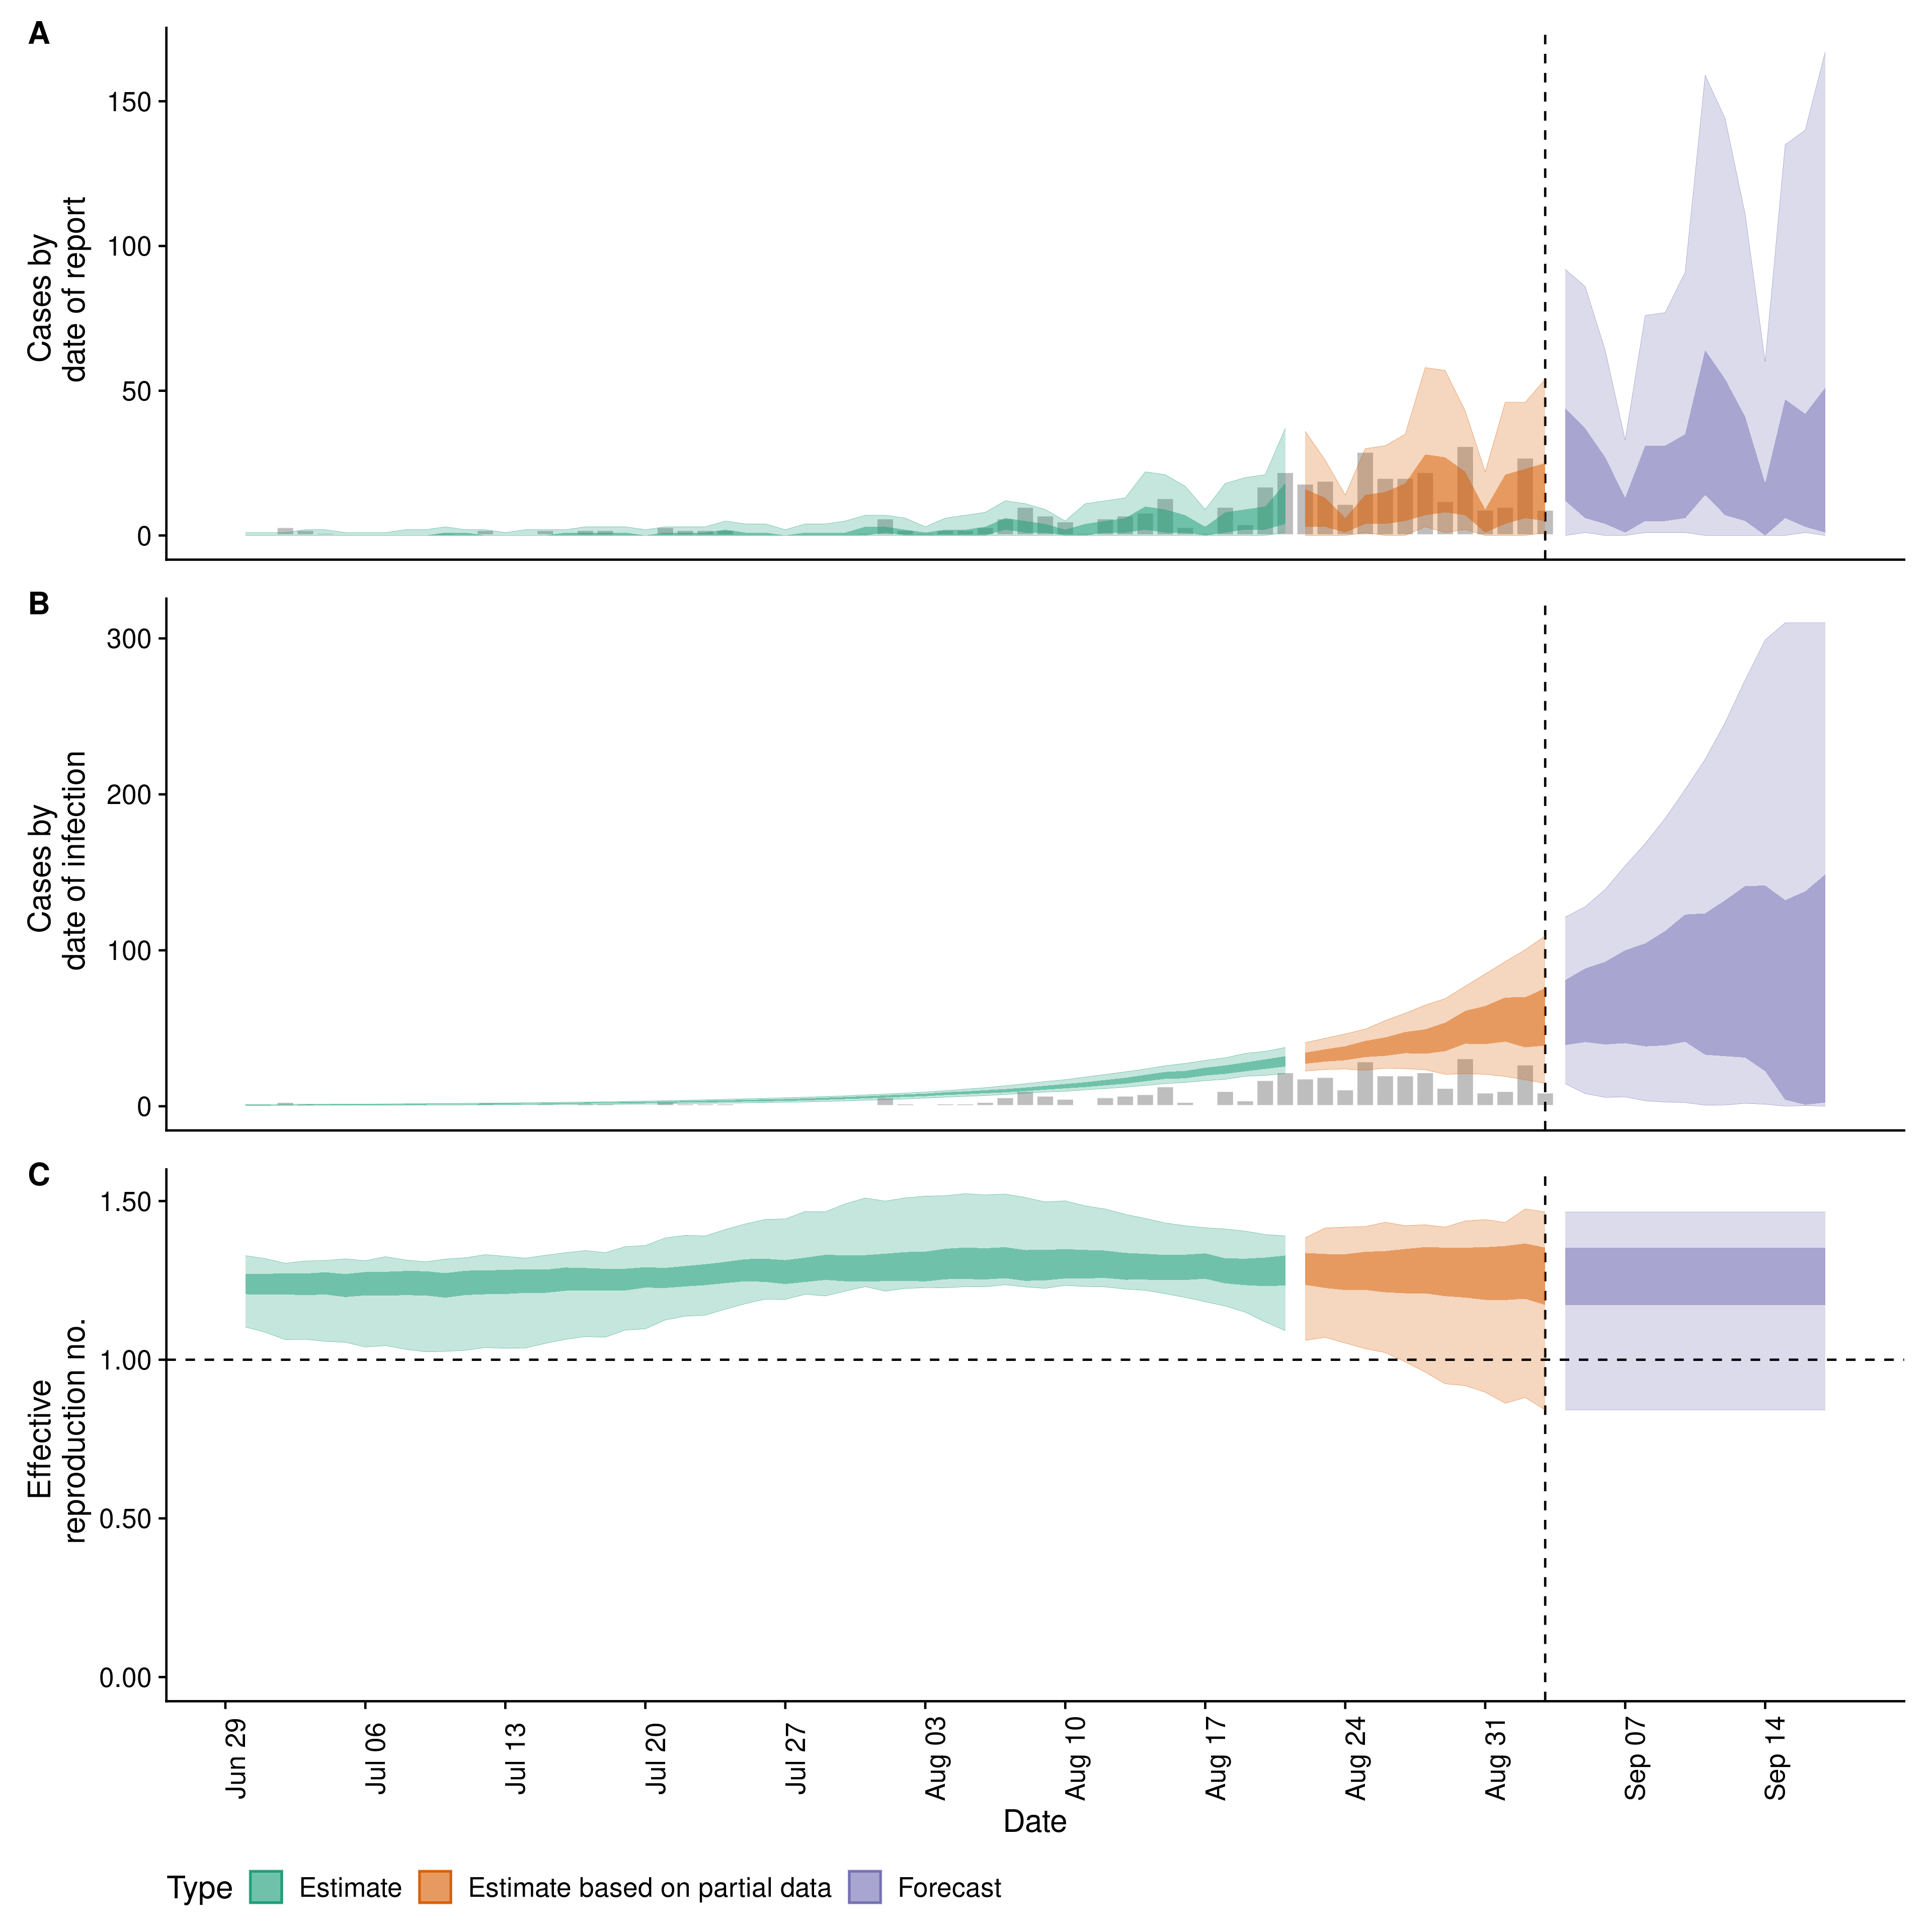 A
Cases by
date of report
150
100
50
0
B
Cases by
date of infection
300
200
100
0
C
Effective
reproduction no.
1.50
1.00
0.50
0.00
Jun 29
Jul 06
Jul 13
Jul 20
Jul 27
Aug 03
Aug 10
Aug 17
Aug 24
Aug 31
Sep 07
Sep 14
Date
Type
Estimate
Estimate based on partial data
Forecast